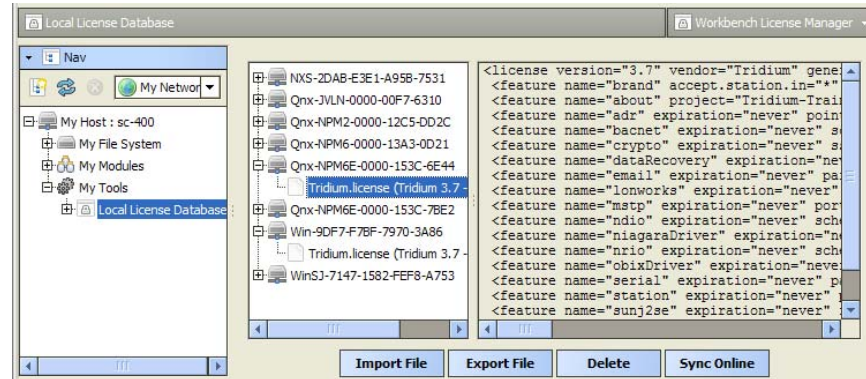 Local License Database
Workbench License Manager
Nav
My Networ
My Host : sc-400
My File System
My Modules
My Tools
Local License Database
NXS-2DAB-E3E1-A95B-7531
Qnx-JVLN-0000-00F7-6310
Qnx-NPM2-0000-12C5-DD2C
Qnx-NPM6-0000-13A3-0D21
Qnx-NPM6E-0000-153C-6E44
Tridium.license (Tridium 3.7 -
Qnx-NPM6E-0000-153C-7BE2
Win-9DF7-F7BF-7970-3A86
Tridium.license (Tridium 3.7 -
WinSJ-7147-1582-FEF8-A753
<license version="3.7" vendor="Tridium" gene
<feature name="brand" accept.station.in="*"
<feature name="about" project="Tridium-Trai
<feature name="adr" expiration="never" poin
<feature name="bacnet" expiration="never" s
<feature name="crypto" expiration="never" s
<feature name="dataRecovery" expiration="ne
<feature name="email" expiration="never" pa
<feature name="lonworks" expiration="never"
<feature name="mstp" expiration="never" por
<feature name="ndio" expiration="never" sch
<feature name="niagaraDriver" expiration="n
<feature name="nrio" expiration="never" sch
<feature name="obixDriver" expiration="neve
<feature name="serial" expiration="never" p
<feature name="station" expiration="never"
<feature name="sunj2se" expiration="never"
Import File
Export File
Delete
Sync Online